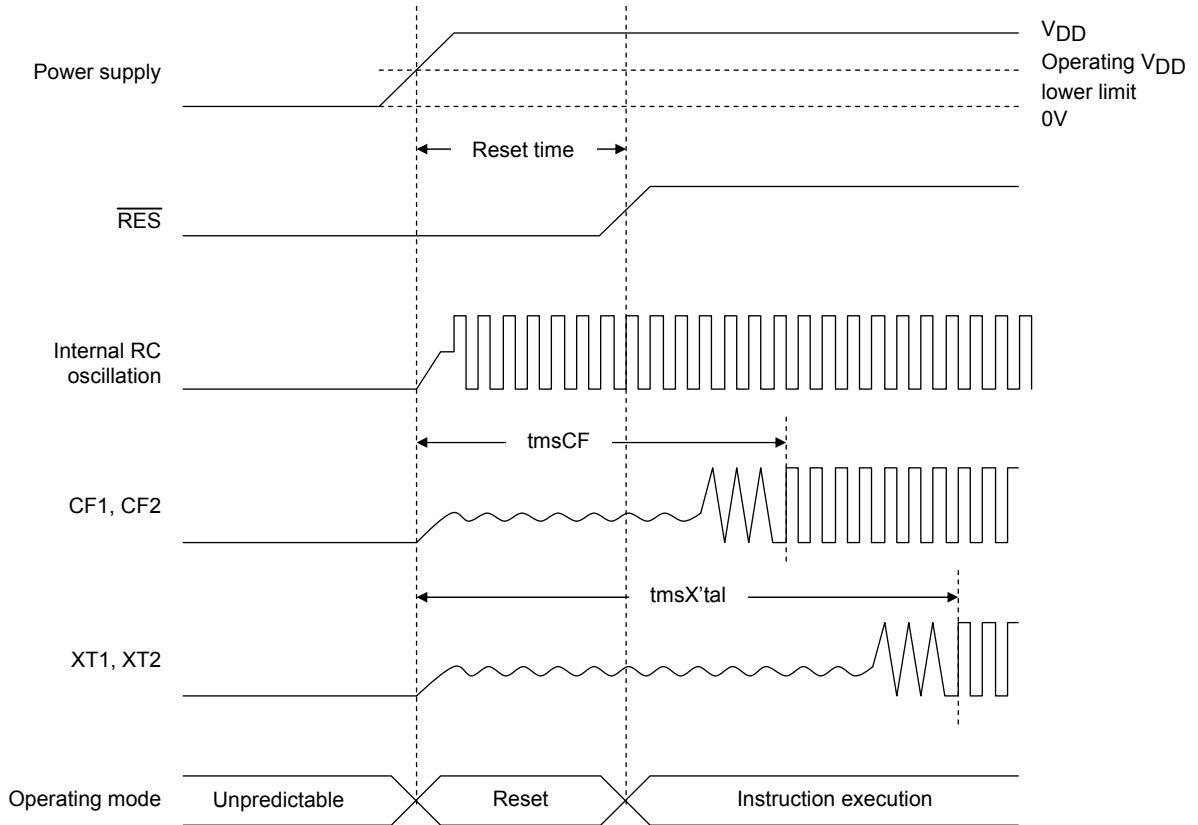 Power supply
VDD
Operating VDD
lower limit
0V
Reset time
RES
Internal RC
oscillation
tmsCF
CF1, CF2
tmsX'tal
XT1, XT2
Operating mode
Unpredictable
Reset
Instruction execution